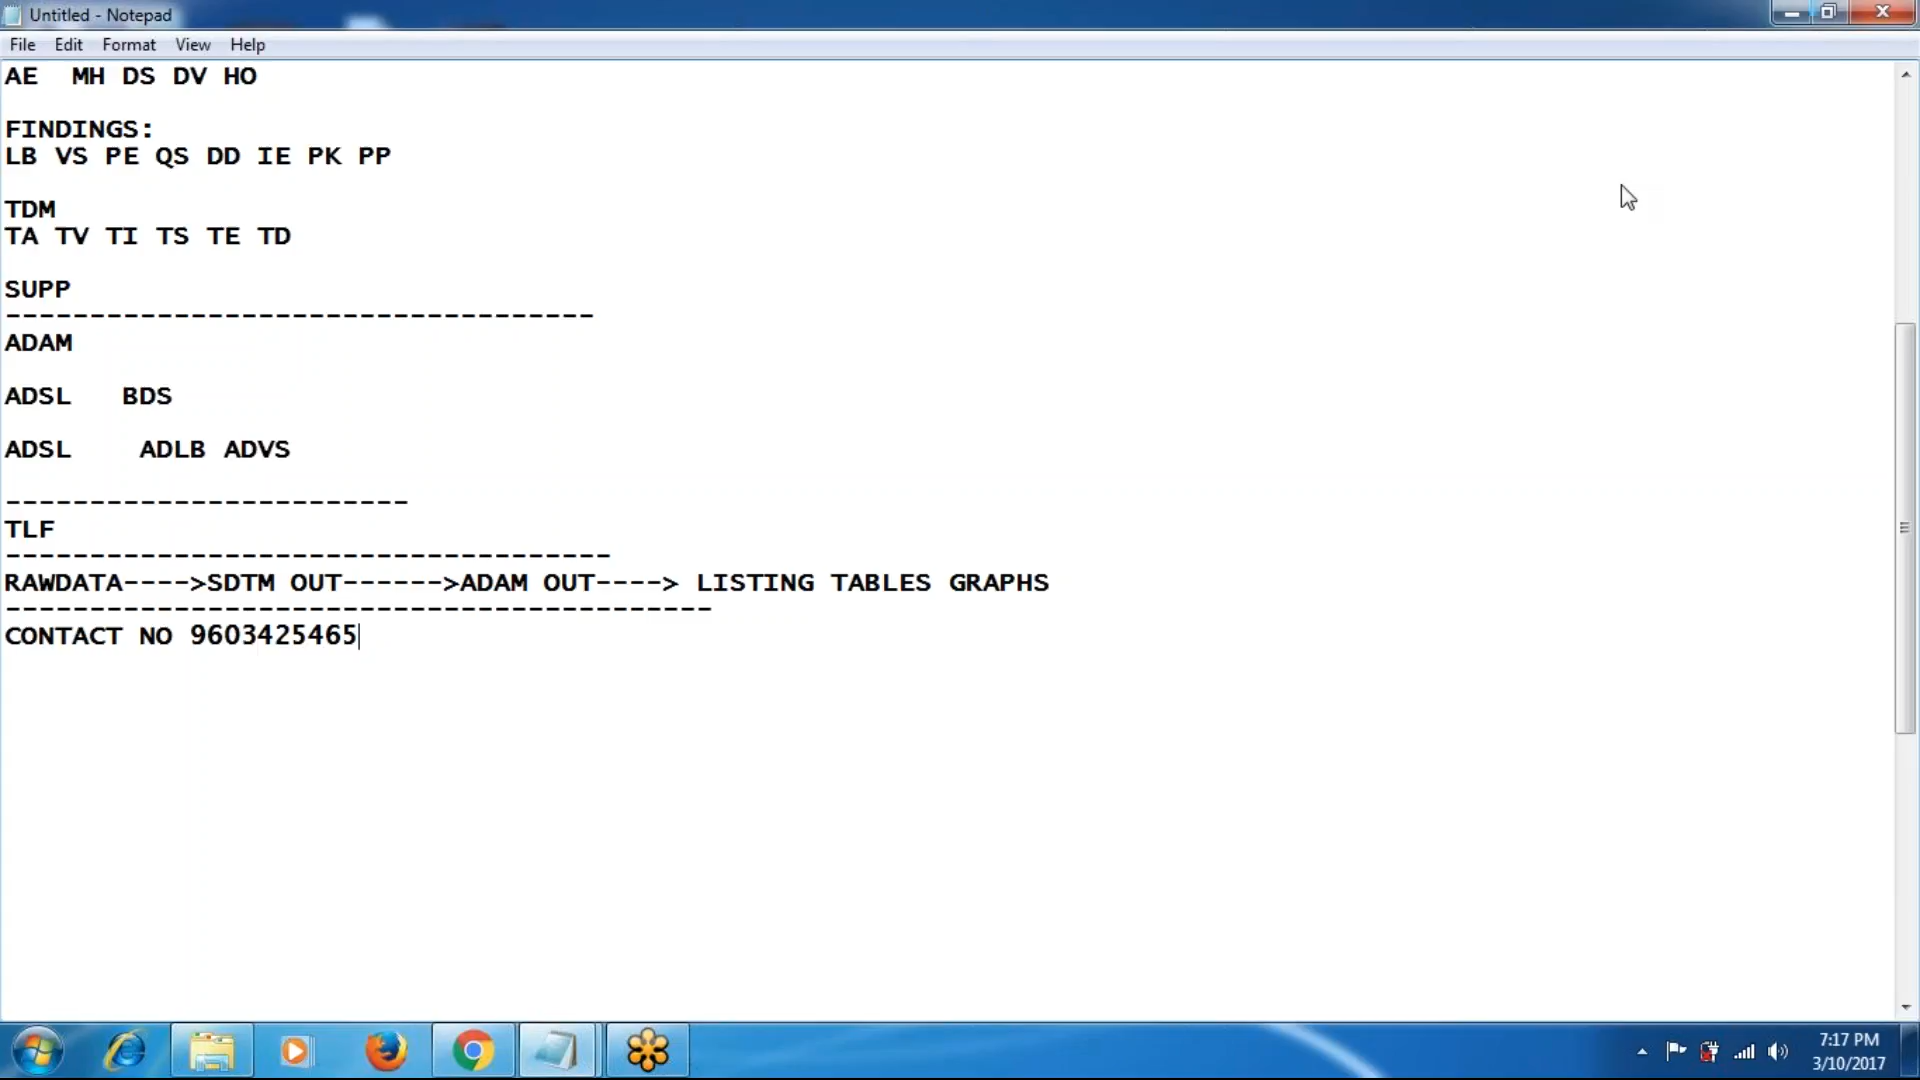 Untitled - Notepad
File Edit Format View Help
AE  MH DS DV HO
FINDINGS:
LB VS PE QS DD IE PK PP
TDM
TA TV TI TS TE TD
SUPP
-----------------------------------
ADAM
ADSL   BDS
ADSL    ADLB ADVS
------------------------
TLF
------------------------------------
RAWDATA---->SDTM OUT------>ADAM OUT----> LISTING TABLES GRAPHS
------------------------------------------
CONTACT NO 9603425465
7:17 PM
3/10/2017